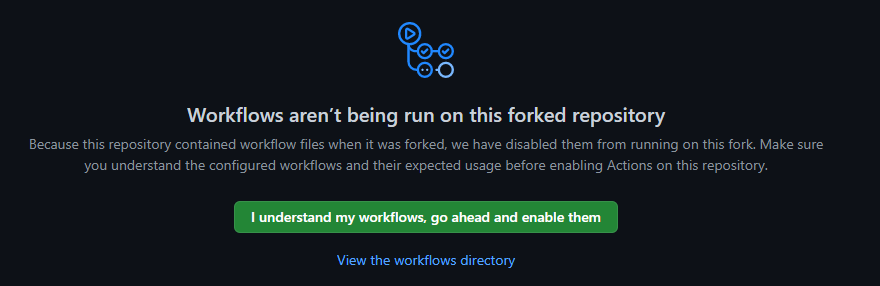 Workflows aren’t being run on this forked repository
Because this repository contained workflow files when it was forked, we have disabled them from running on this fork. Make sure
you understand the configured workflows and their expected usage before enabling Actions on this repository.
I understand my workflows, go ahead and enable them
View the workflows directory